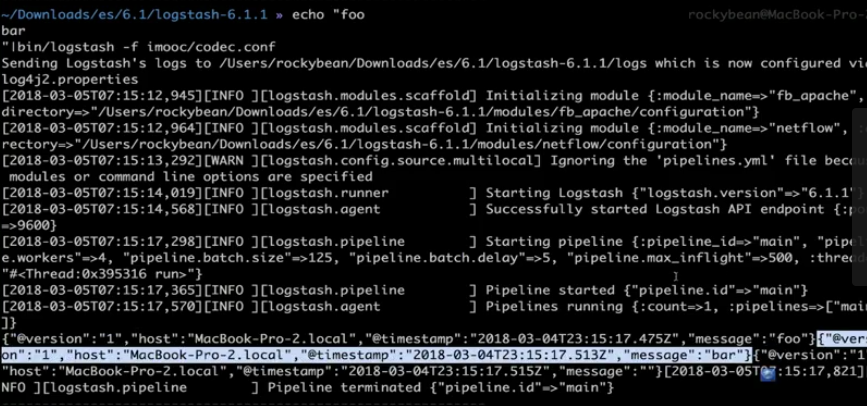 ~/Downloads/es/6.1/logstash-6.1.1 » echo "foo rockybean@MacBook-Pro-
bar
"|bin/logstash -f imooc/codec.conf
Sending Logstash's logs to /Users/rockybean/Downloads/es/6.1/logstash-6.1.1/logs which is now configured via
log4j2.properties
[2018-03-05T07:15:12,945][INFO ][logstash.modules.scaffold] Initializing module {:module_name=>"fb_apache",
directory=>"/Users/rockybean/Downloads/es/6.1/logstash-6.1.1/modules/fb_apache/configuration"}
[2018-03-05T07:15:12,964][INFO ][logstash.modules.scaffold] Initializing module {:module_name=>"netflow",
rectory=>"/Users/rockybean/Downloads/es/6.1/logstash-6.1.1/modules/netflow/configuration"}
[2018-03-05T07:15:13,292][WARN ][logstash.config.source.multilocal] Ignoring the 'pipelines.yml' file becau
modules or command line options are specified
[2018-03-05T07:15:14,019][INFO ][logstash.runner ] Starting Logstash {"logstash.version"=>"6.1.1"}
[2018-03-05T07:15:14,568][INFO ][logstash.agent ] Successfully started Logstash API endpoint {:po
=>9600}
[2018-03-05T07:15:17,298][INFO ][logstash.pipeline ] Starting pipeline {:pipeline_id=>"main", "pipel
e.workers"=>4, "pipeline.batch.size"=>125, "pipeline.batch.delay"=>5, "pipeline.max_inflight"=>500, :thread
"#<Thread:0x395316 run>"}
[2018-03-05T07:15:17,365][INFO ][logstash.pipeline ] Pipeline started {"pipeline.id"=>"main"}
[2018-03-05T07:15:17,570][INFO ][logstash.agent ] Pipelines running {:count=>1, :pipelines=>["mai
]}
{"@version":"1","host":"MacBook-Pro-2.local","@timestamp":"2018-03-04T23:15:17.475Z","message":"foo"}{"@vers
on":"1","host":"MacBook-Pro-2.local","@timestamp":"2018-03-04T23:15:17.513Z","message":"bar"}{"@version":"1
"host":"MacBook-Pro-2.local","@timestamp":"2018-03-04T23:15:17.515Z","message":""}[2018-03-05T07:15:17,821]
NFO ][logstash.pipeline ] Pipeline terminated {"pipeline.id"=>"main"}